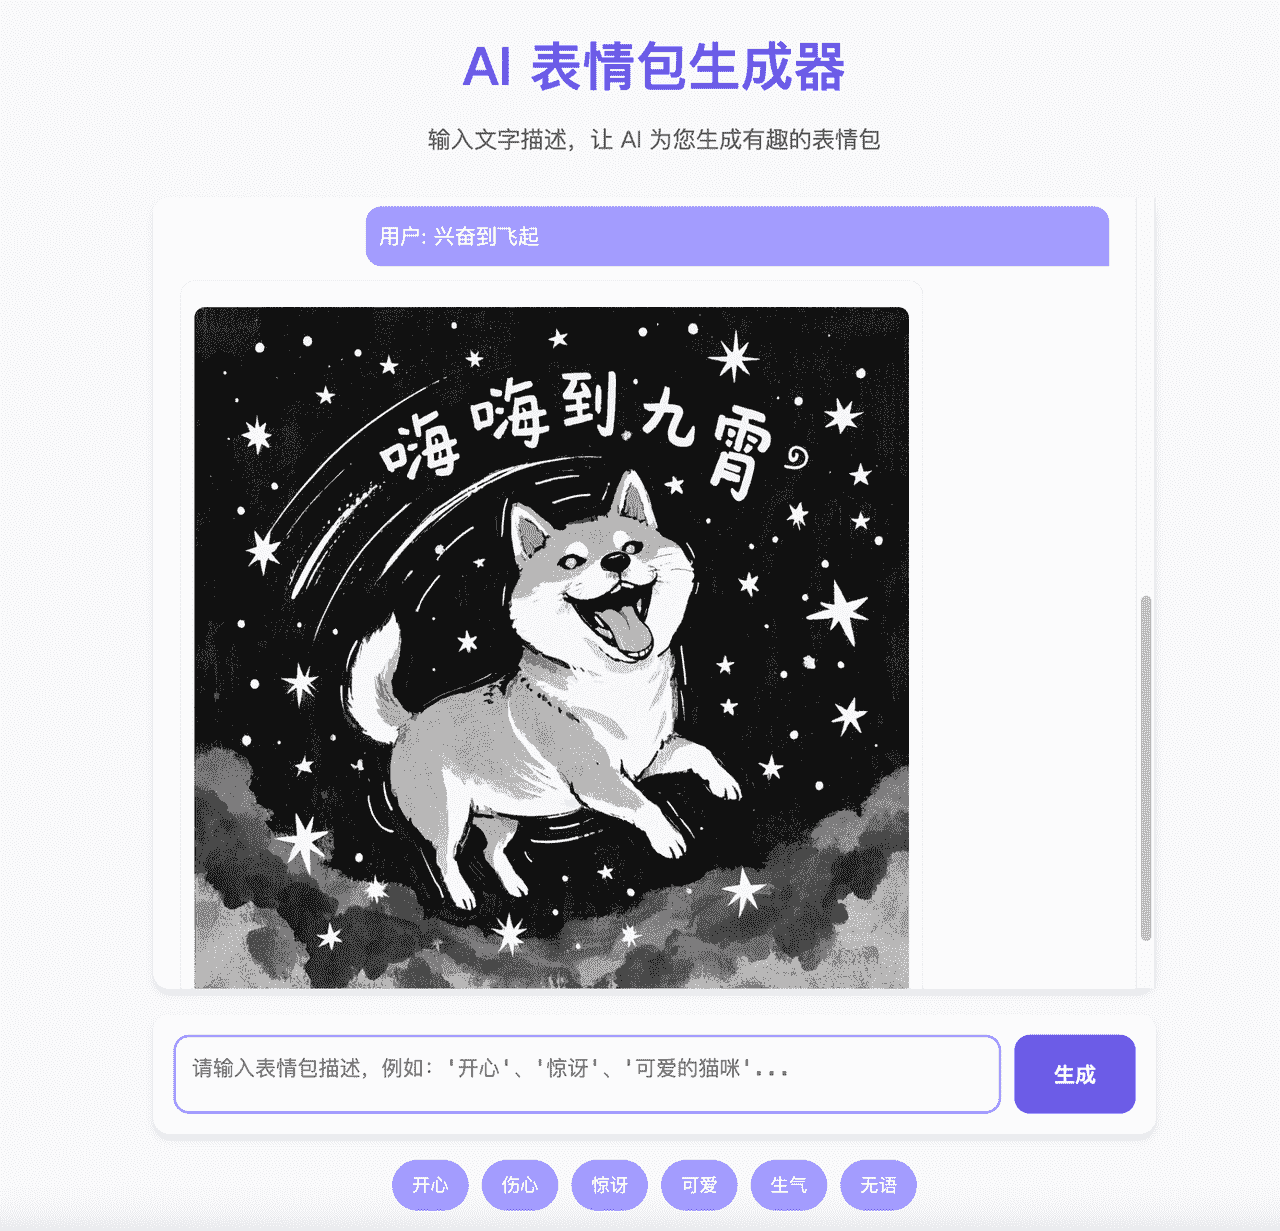 AI 表情包生成器
输入文字描述，让 AI 为您生成有趣的表情包
用户: 兴奋到飞起
嗨嗨到九霄
请输入表情包描述，例如：'开心'、'惊讶'、'可爱的猫咪'...
生成
开心 伤心 惊讶 可爱 生气 无语